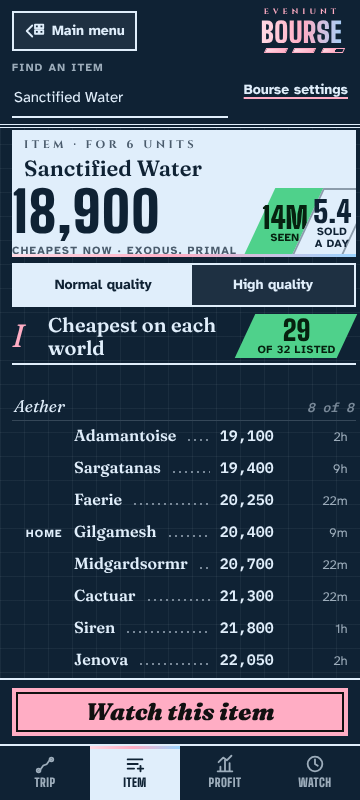 Main menu
EVENIUNT
BOURSE
FIND AN ITEM
Sanctified Water
Bourse settings
ITEM · FOR 6 UNITS
Sanctified Water
18,900
CHEAPEST NOW · EXODUS, PRIMAL
14M
SEEN
5.4
SOLD
A DAY
Normal quality
High quality
I
Cheapest on each
world
29
OF 32 LISTED
Aether
8 of 8
Adamantoise .... 19,100 2h
Sargatanas ...... 19,400 9h
Faerie ............. 20,250 22m
HOME Gilgamesh ....... 20,400 9m
Midgardsormr .. 20,700 22m
Cactuar ........... 21,300 22m
Siren .............. 21,800 1h
Jenova ............ 22,050 2h
Watch this item
TRIP
ITEM
PROFIT
WATCH